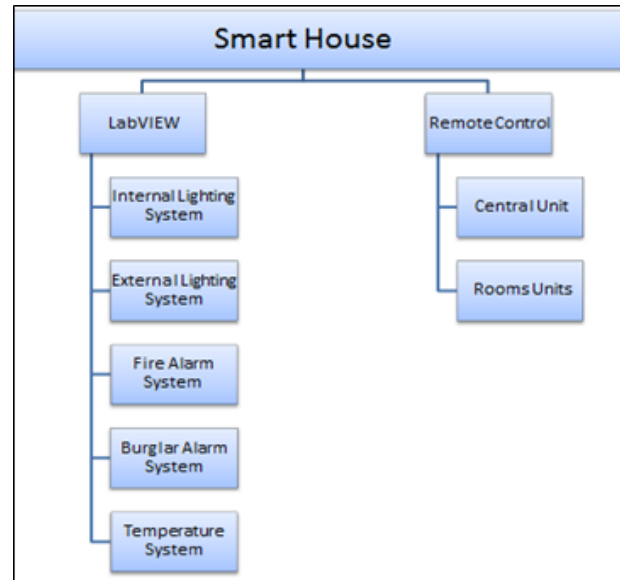 Smart House
LabVIEW
Remote Control
Internal Lighting
System
Central Unit
External Lighting
System
Rooms Units
Fire Alarm
System
Burglar Alarm
System
Temperature
System